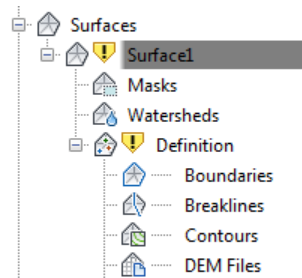 Surfaces
Surface1
Masks
Watersheds
Definition
Boundaries
Breaklines
Contours
DEM Files